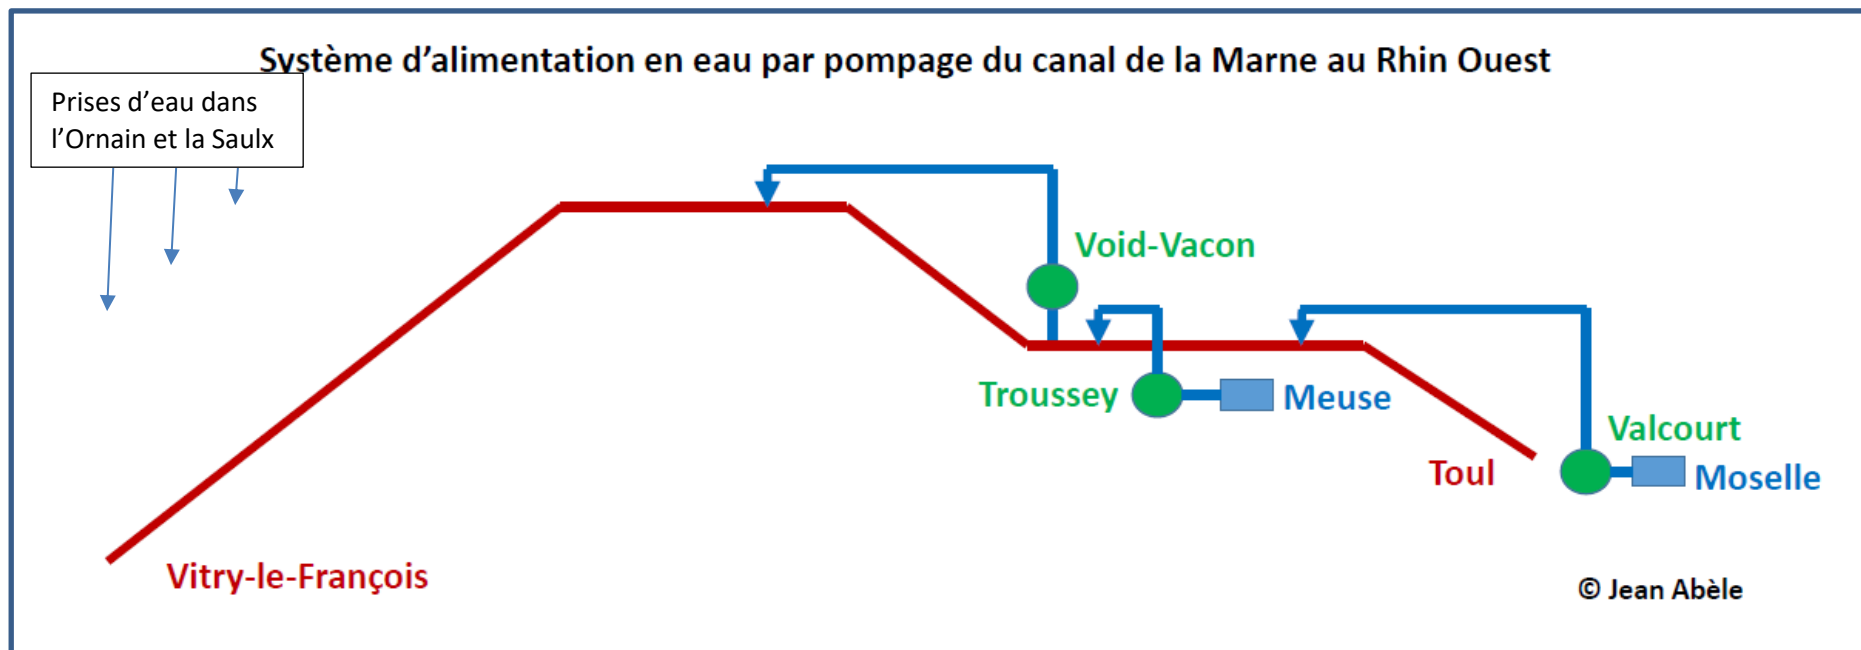 Système d’alimentation en eau par pompage du canal de la Marne au Rhin Ouest
Prises d’eau dans
l’Ornain et la Saulx
Void-Vacon
Troussey
Meuse
Valcourt
Toul
Moselle
Vitry-le-François
© Jean Abèle